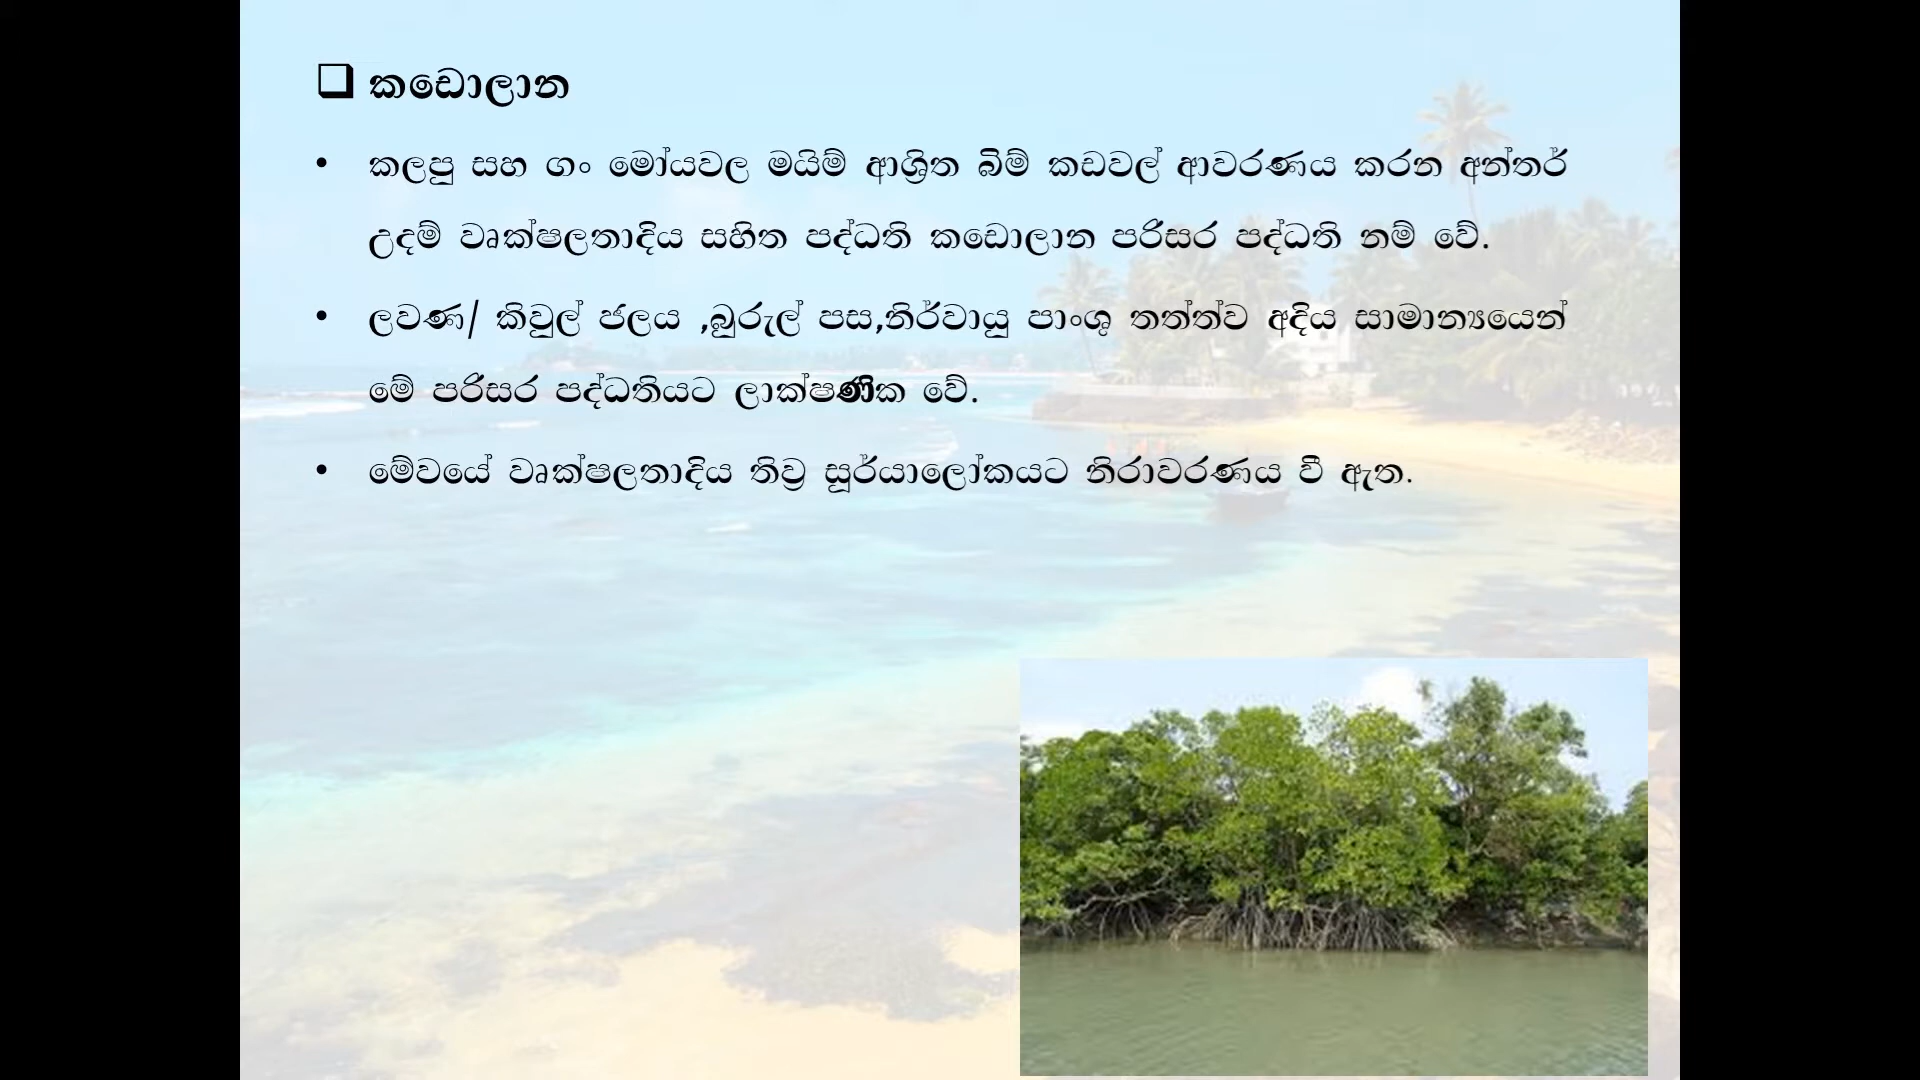 ❑ කඩොලාන
• කලපු සහ ගං මෝයවල මයිම් ආශ්‍රිත බිම් කඩවල් ආවරණය කරන අන්තර්
උදම් වෘක්ෂලතාදිය සහිත පද්ධති කඩොලාන පරිසර පද්ධති නම් වේ.
• ලවණ/ කිවුල් ජලය ,බුරුල් පස,නිර්වායු පාංශු තත්ත්ව අදිය සාමාන්‍යයෙන්
මේ පරිසර පද්ධතියට ලාක්ෂණික වේ.
• මේවයේ වෘක්ෂලතාදිය තිව්‍ර සූර්යාලෝකයට නිරාවරණය වී ඇත.